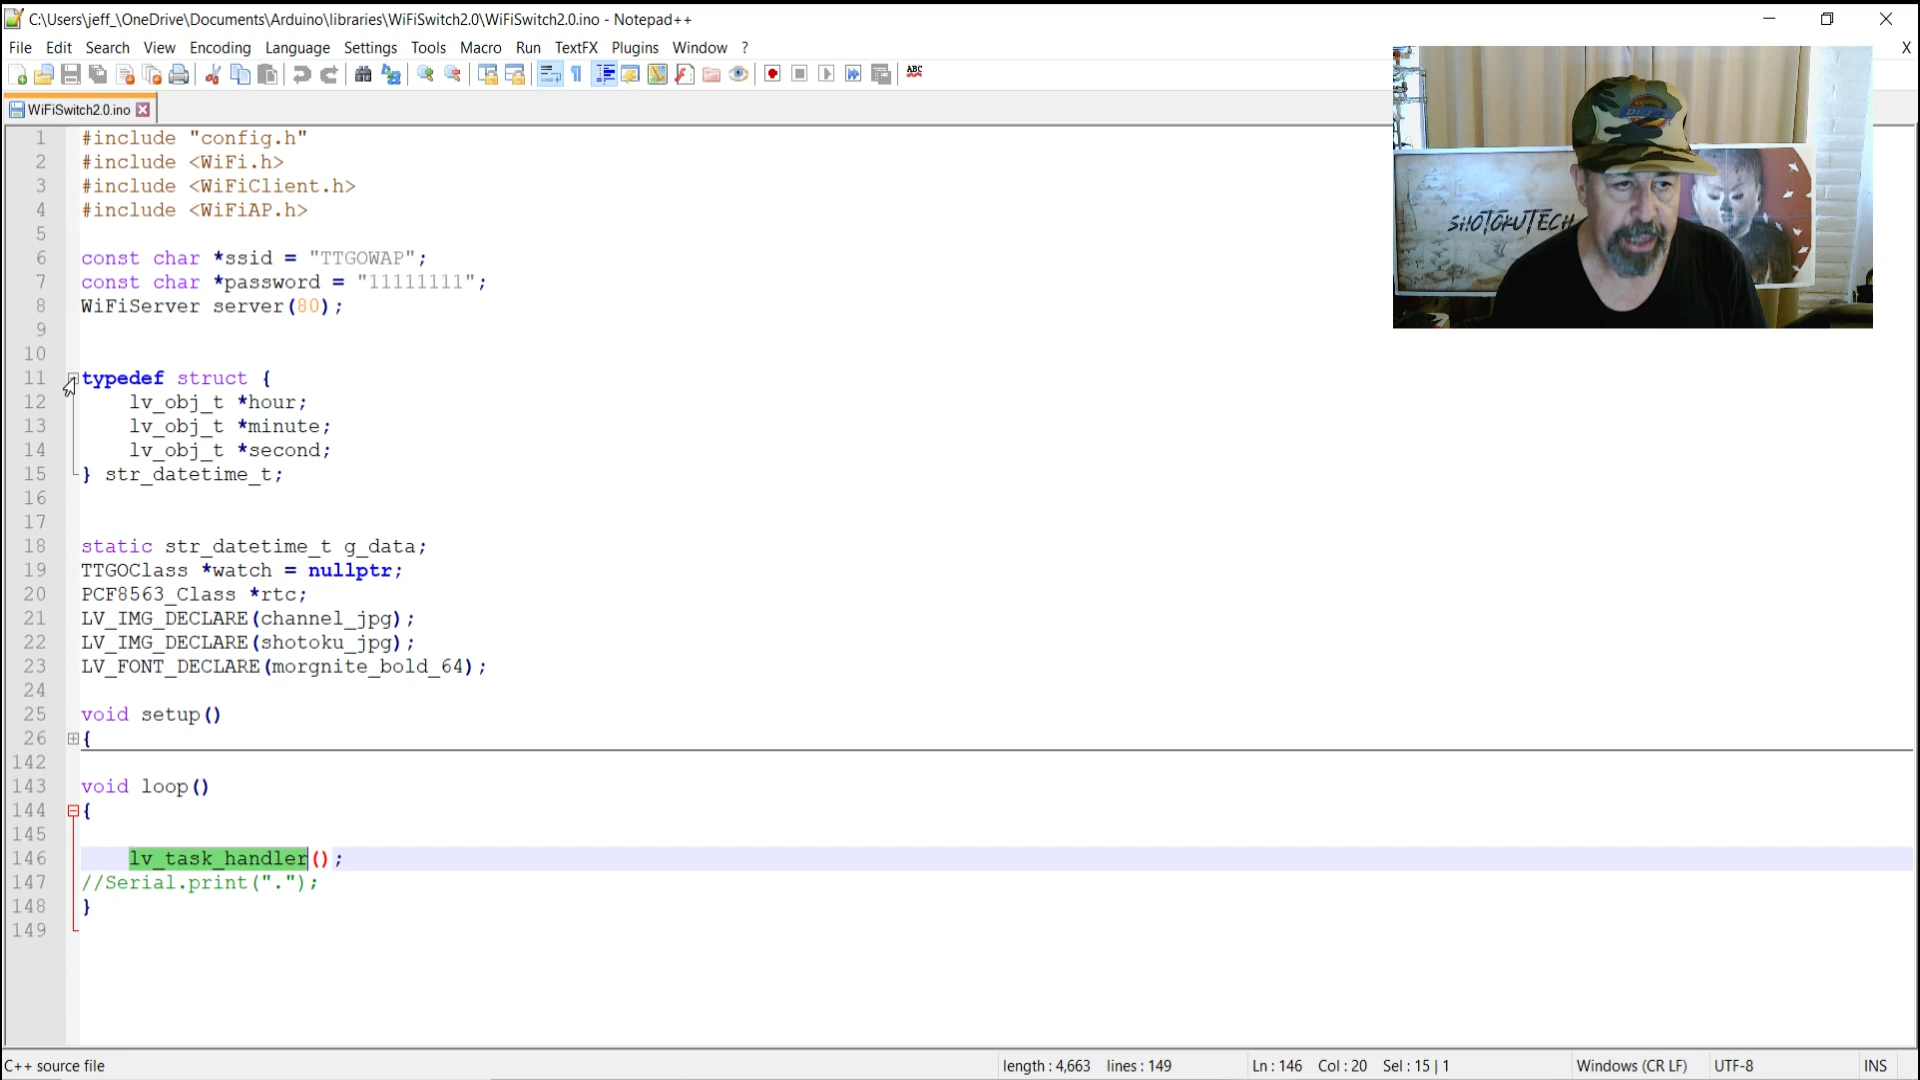 C:\Users\jeff_\OneDrive\Documents\Arduino\libraries\WiFiSwitch2.0\WiFiSwitch2.0.ino - Notepad++
File Edit Search View Encoding Language Settings Tools Macro Run TextFX Plugins Window ? X
ABC
WiFiSwitch2.0.ino
1 #include "config.h"
2 #include <WiFi.h>
3 #include <WiFiClient.h>
4 #include <WiFiAP.h>
5
6 const char *ssid = "TTGOWAP";
7 const char *password = "11111111";
8 WiFiServer server(80);
9
10
11 typedef struct {
12 lv_obj_t *hour;
13 lv_obj_t *minute;
14 lv_obj_t *second;
15 } str_datetime_t;
16
17
18 static str_datetime_t g_data;
19 TTGOClass *watch = nullptr;
20 PCF8563_Class *rtc;
21 LV_IMG_DECLARE(channel_jpg);
22 LV_IMG_DECLARE(shotoku_jpg);
23 LV_FONT_DECLARE(morgnite_bold_64);
24
25 void setup()
26 {
142
143 void loop()
144 {
145
146 lv_task_handler();
147 //Serial.print(".");
148 }
149
SHOTOKUTECH
C++ source file length : 4,663 lines : 149 Ln : 146 Col : 20 Sel : 15 | 1 Windows (CR LF) UTF-8 INS